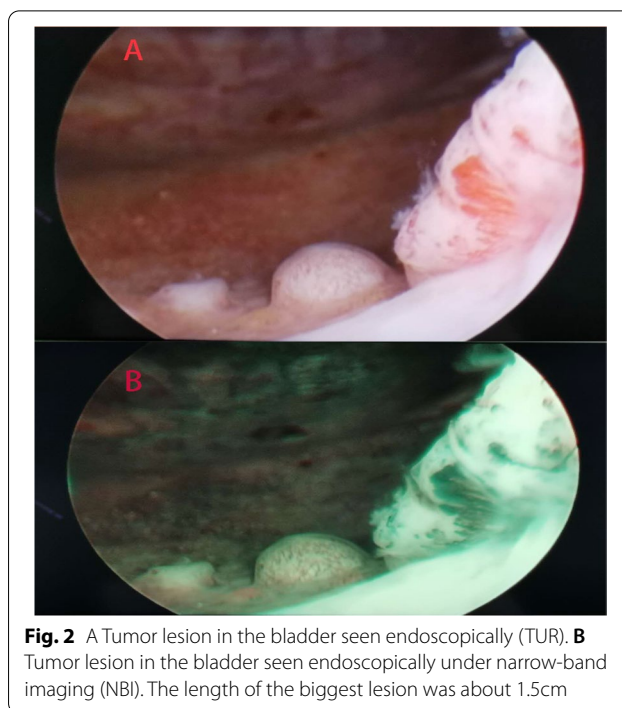 A
B
Fig. 2 A Tumor lesion in the bladder seen endoscopically (TUR). B
Tumor lesion in the bladder seen endoscopically under narrow-band
imaging (NBI). The length of the biggest lesion was about 1.5cm